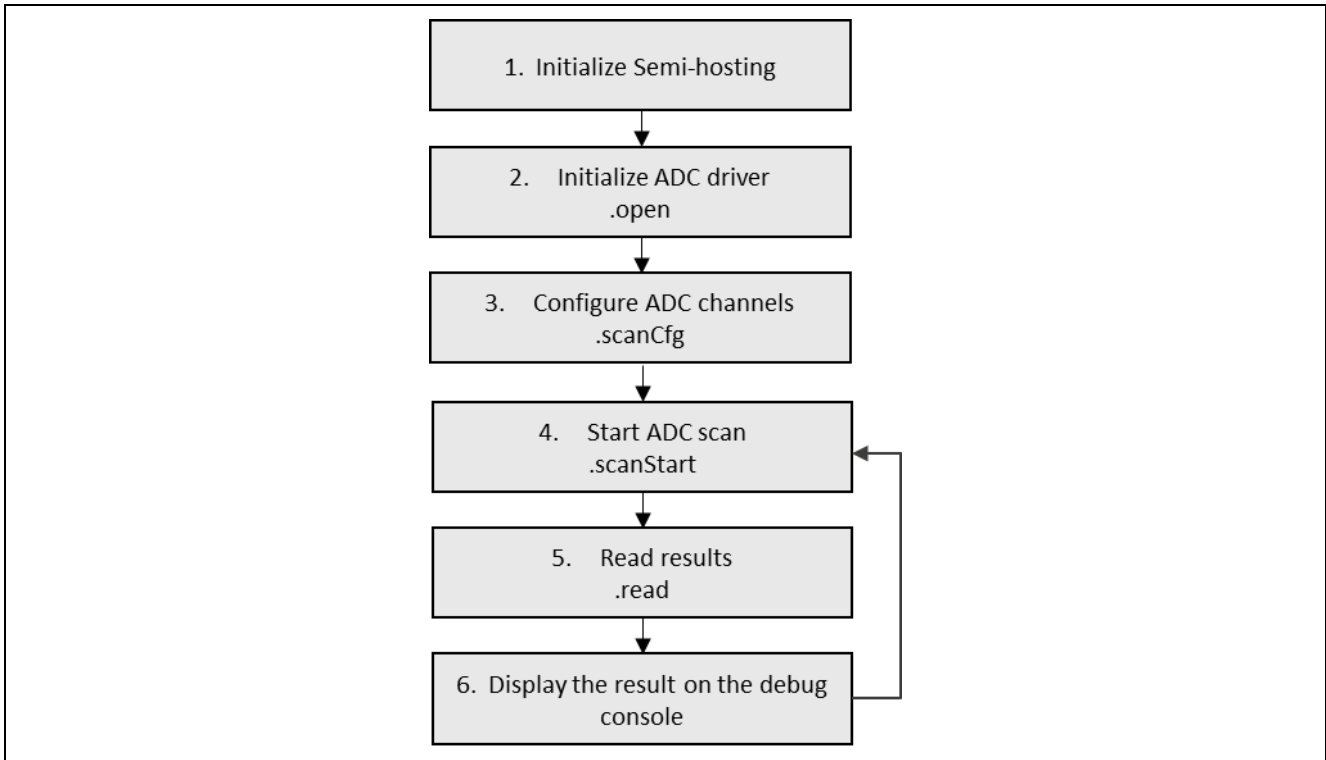 1. Initialize Semi-hosting
2. Initialize ADC driver
.open
3. Configure ADC channels
.scanCfg
4. Start ADC scan
.scanStart
5. Read results
.read
6. Display the result on the debug
console